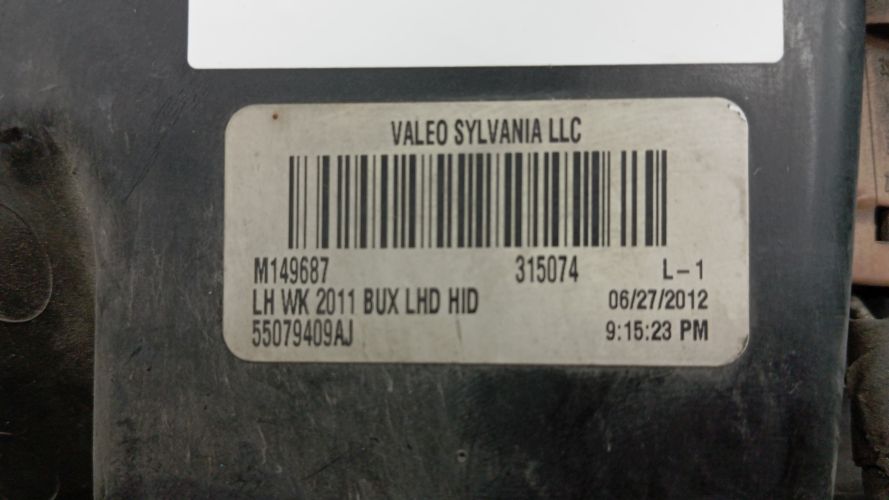 VALEO SYLVANIA LLC
M149687 315074 L-1
LH WK 2011 BUX LHD HID 06/27/2012
55079409AJ 9:15:23 PM